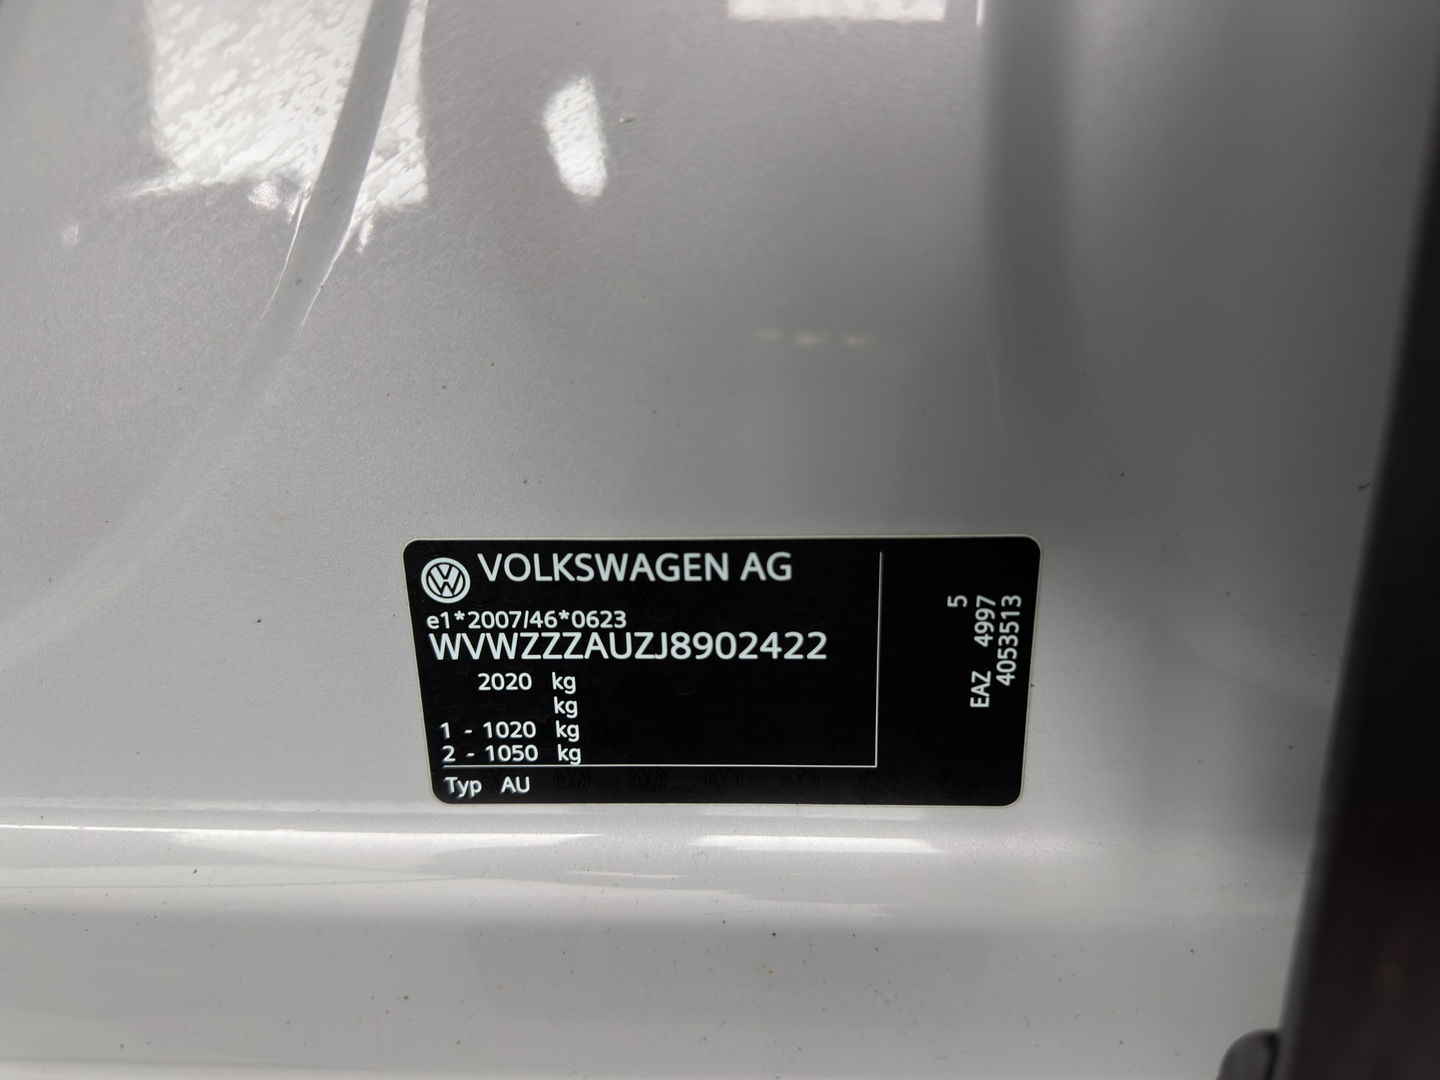 VOLKSWAGEN AG
e1*2007/46*0623
WVWZZZAUZJ8902422
2020 kg
kg
1 - 1020 kg
2 - 1050 kg
Typ AU
5
EAZ 4997
4053513